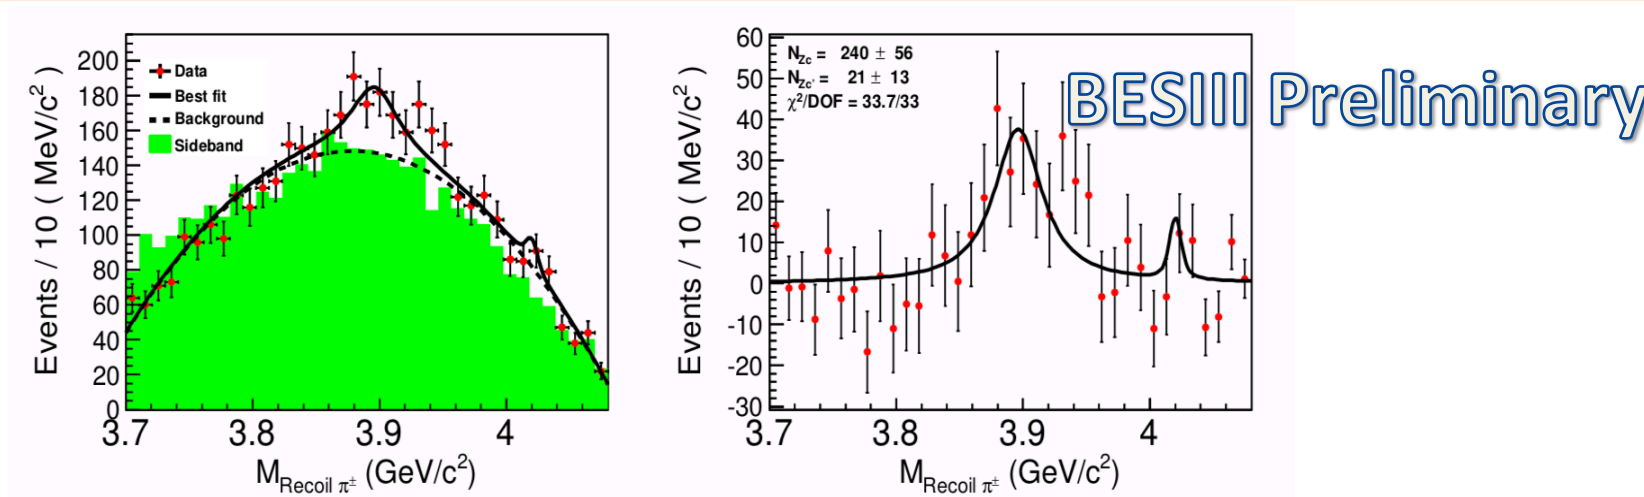 200
180
160
140
120
100
80
60
40
20
0
Events / 10 ( MeV/c²)
Data
Best fit
Background
Sideband
3.7 3.8 3.9 4
M_Recoil π± (GeV/c²)
60
50
40
30
20
10
0
-10
-20
-30
Events / 10 ( MeV/c²)
N_Zc = 240 ± 56
N_Zc' = 21 ± 13
χ²/DOF = 33.7/33
3.7 3.8 3.9 4
M_Recoil π± (GeV/c²)
BESIII Preliminary